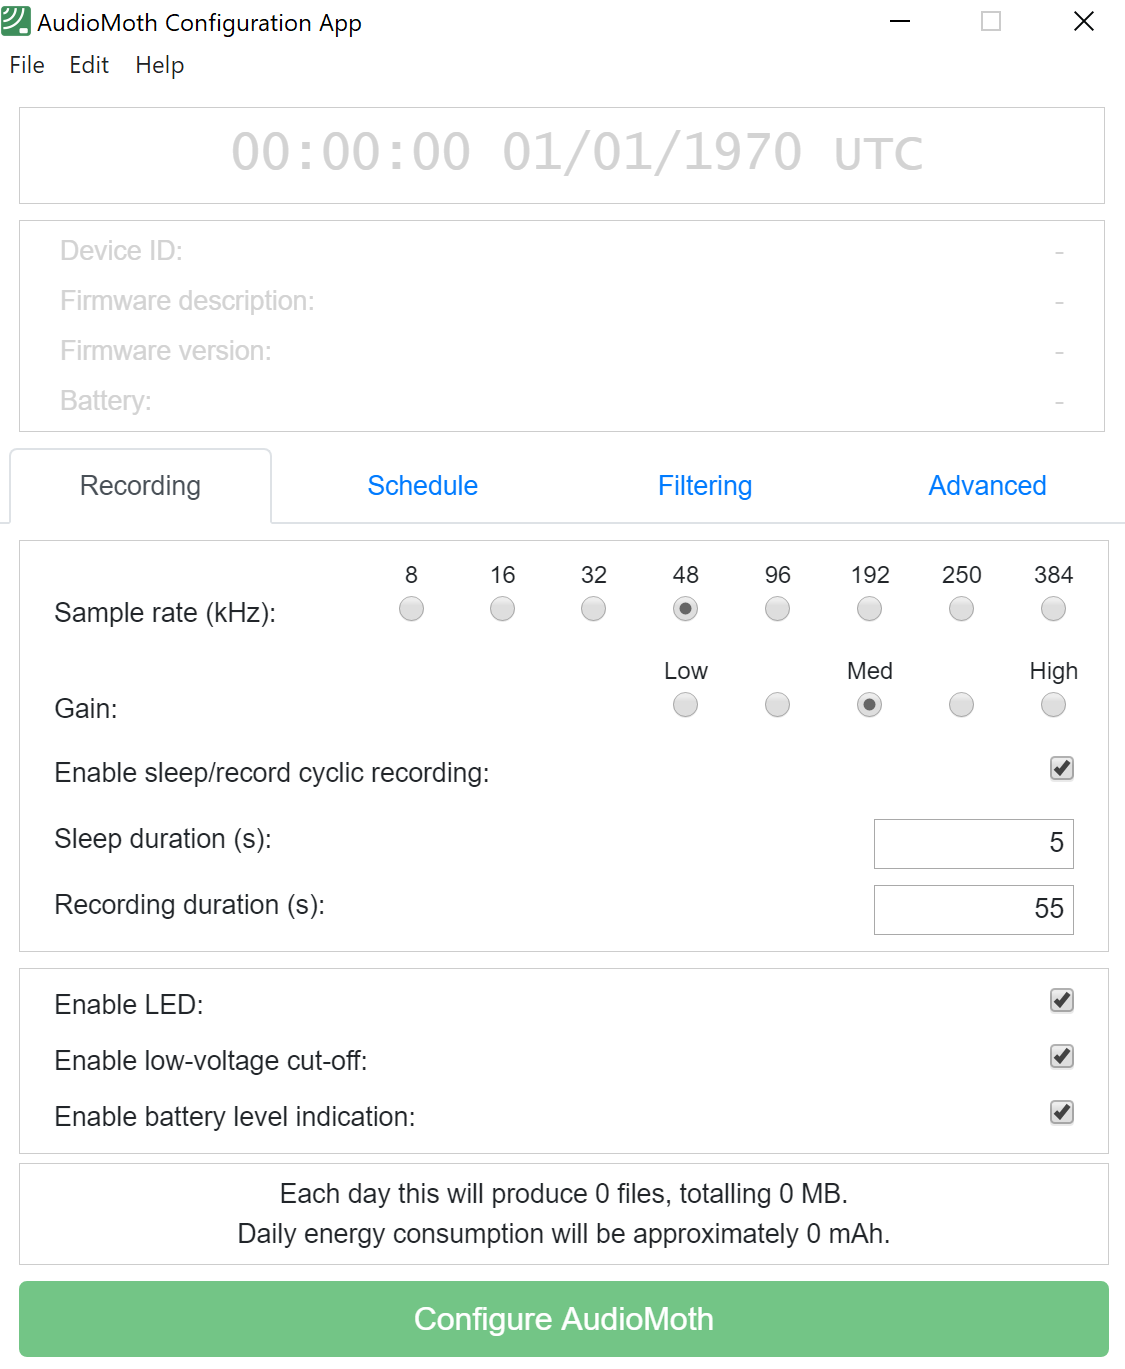 AudioMoth Configuration App
File Edit Help
00:00:00 01/01/1970 UTC
Device ID: -
Firmware description: -
Firmware version: -
Battery: -
Recording Schedule Filtering Advanced
8 16 32 48 96 192 250 384
Sample rate (kHz):
Low Med High
Gain:
Enable sleep/record cyclic recording:
Sleep duration (s): 5
Recording duration (s): 55
Enable LED:
Enable low-voltage cut-off:
Enable battery level indication:
Each day this will produce 0 files, totalling 0 MB.
Daily energy consumption will be approximately 0 mAh.
Configure AudioMoth